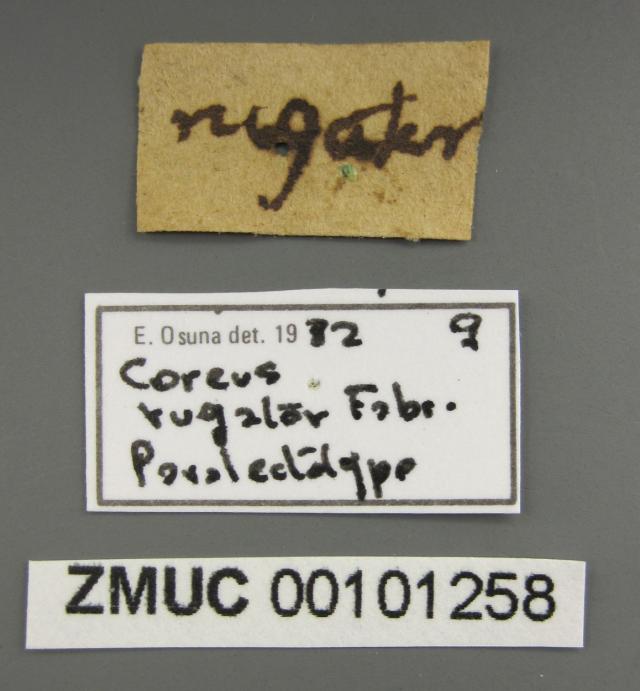 rugator
E. Osuna det. 1982 ♀
Coreus
rugator Fabr.
Paralectotype
ZMUC 00101258